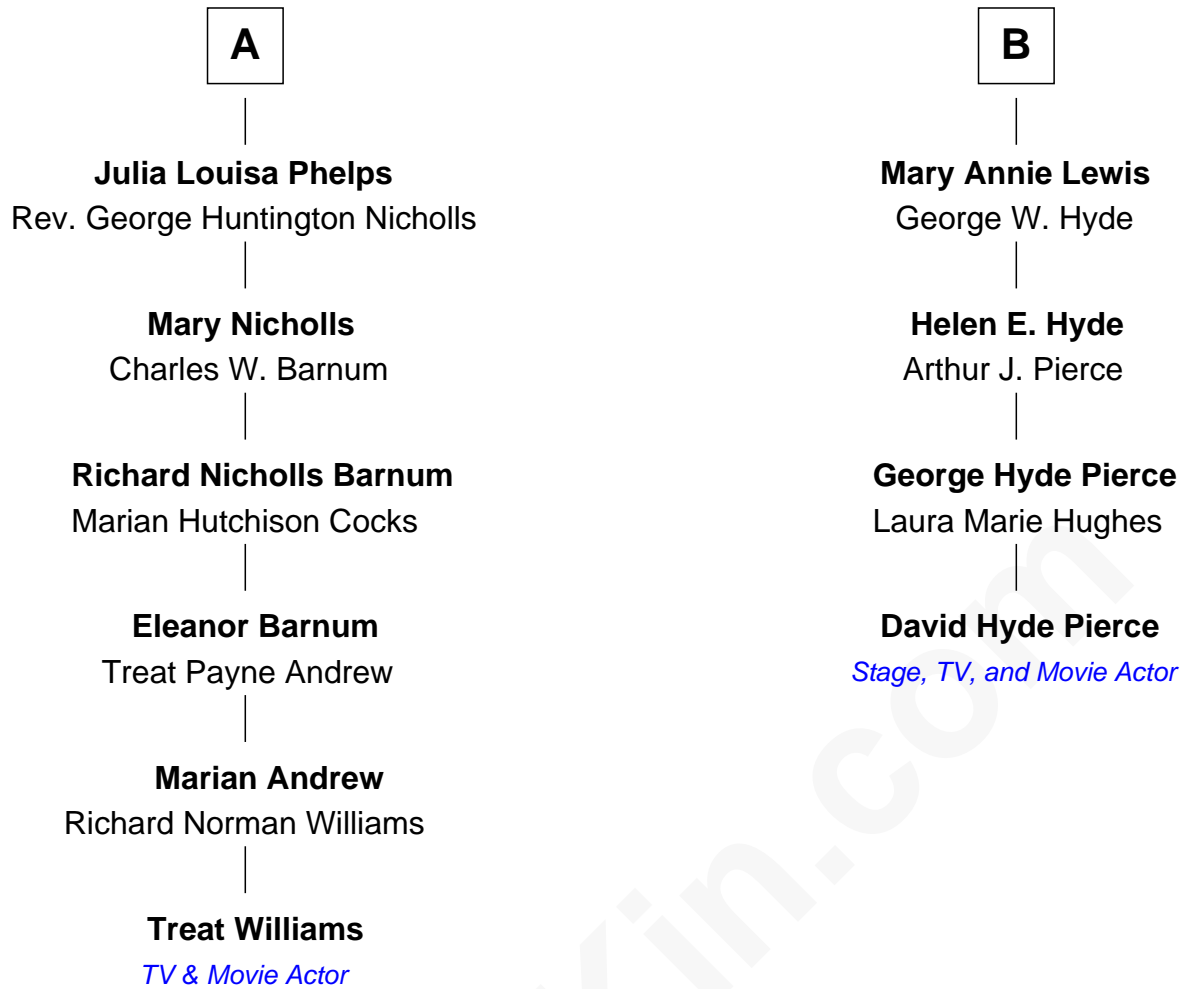 A
Julia Louisa Phelps
Rev. George Huntington Nicholls
Mary Nicholls
Charles W. Barnum
Richard Nicholls Barnum
Marian Hutchison Cocks
Eleanor Barnum
Treat Payne Andrew
Marian Andrew
Richard Norman Williams
Treat Williams
TV & Movie Actor
B
Mary Annie Lewis
George W. Hyde
Helen E. Hyde
Arthur J. Pierce
George Hyde Pierce
Laura Marie Hughes
David Hyde Pierce
Stage, TV, and Movie Actor
Kin.com